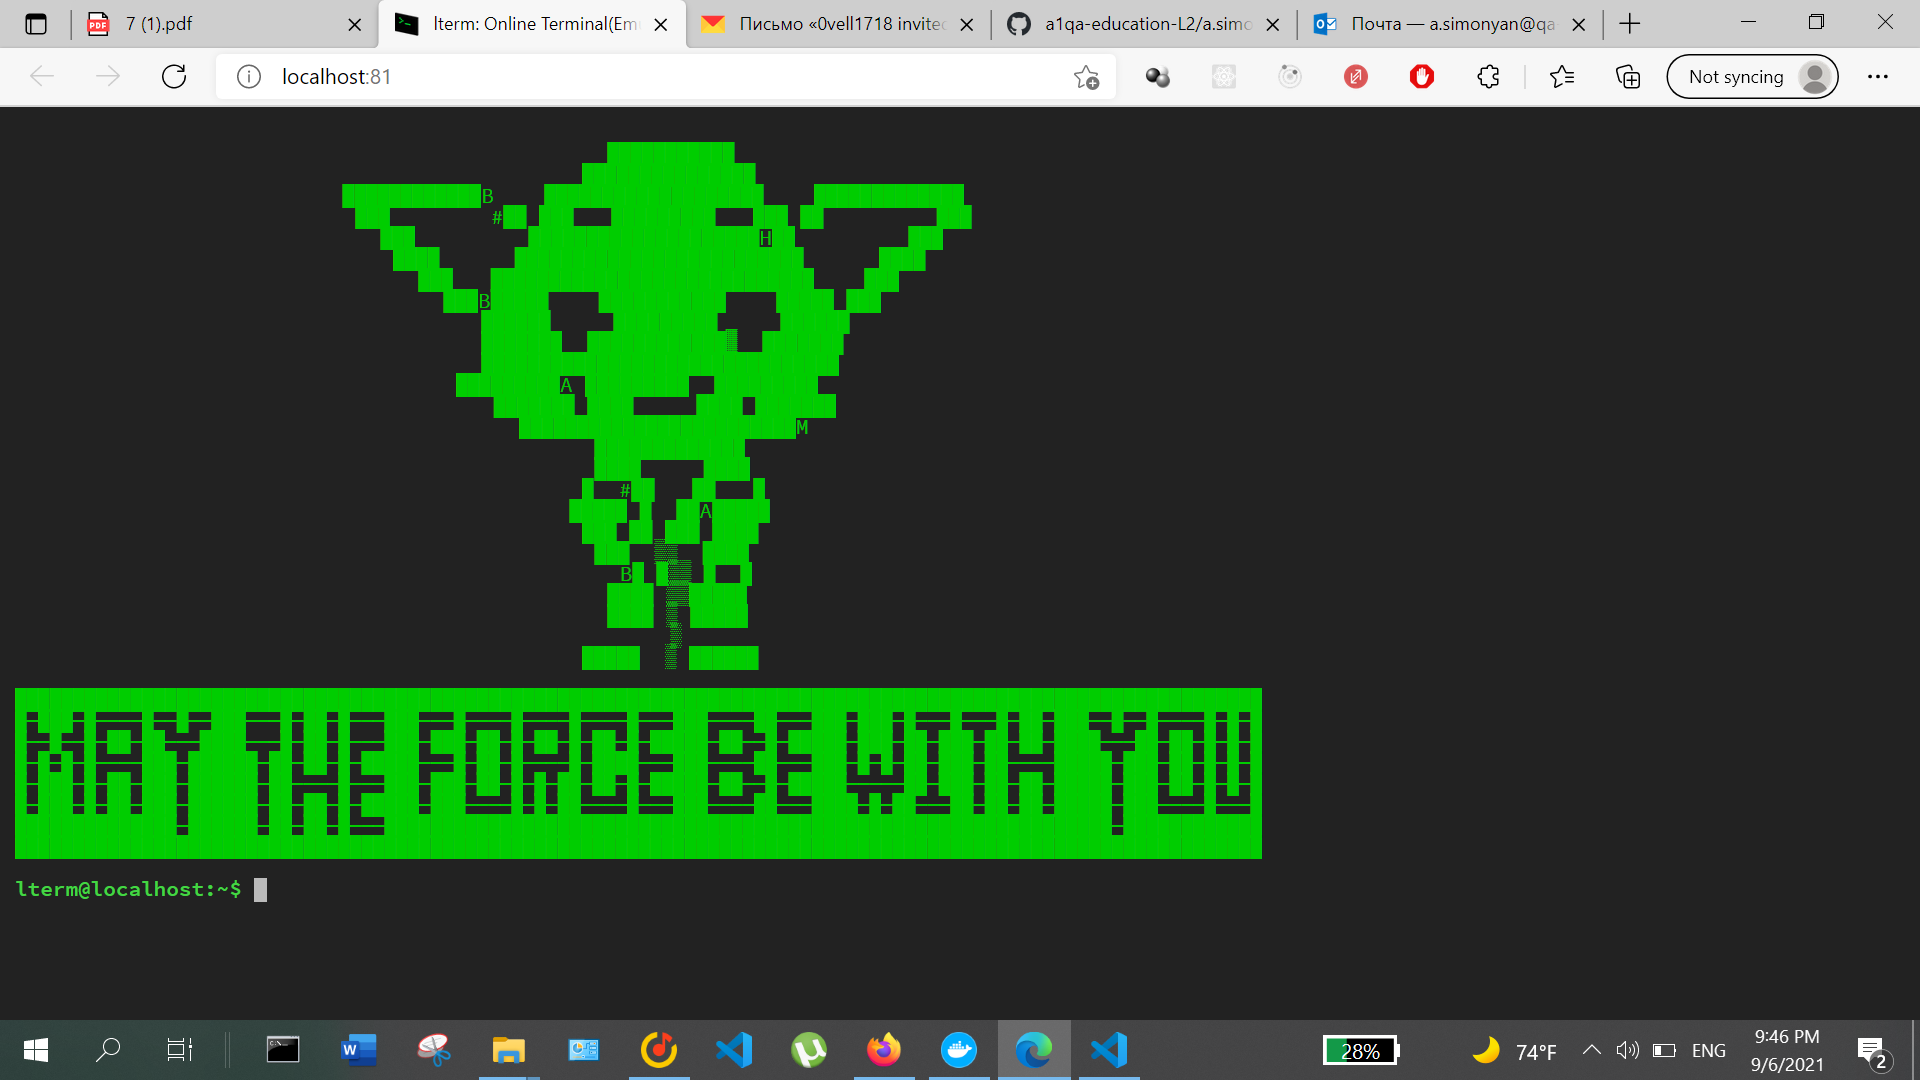 7 (1).pdf
lterm: Online Terminal(Em
Письмо «0vell1718 invited
a1qa-education-L2/a.simo
Почта — a.simonyan@qa
localhost:81
Not syncing
B
#
H
B
A
M
#
A
B
MAY THE FORCE BE WITH YOU
lterm@localhost:~$
28%
74°F
ENG
9:46 PM
9/6/2021
2